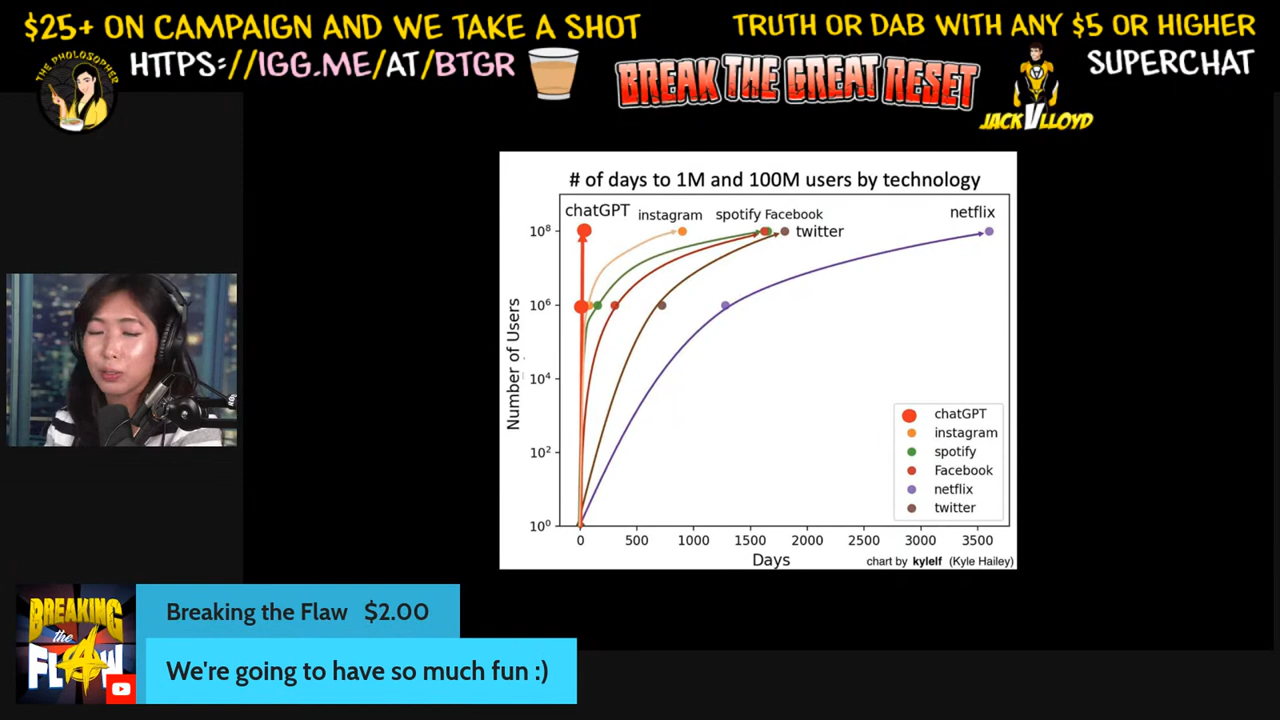 $25+ ON CAMPAIGN AND WE TAKE A SHOT
HTTPS://IGG.ME/AT/BTGR
THE PHOLOSOPHER
BREAK THE GREAT RESET
TRUTH OR DAB WITH ANY $5 OR HIGHER
SUPERCHAT
JACK V LLOYD
# of days to 1M and 100M users by technology
chatGPT instagram spotify Facebook netflix
twitter
10⁸
10⁶
10⁴
10²
10⁰
Number of Users
0 500 1000 1500 2000 2500 3000 3500
Days
chatGPT
instagram
spotify
Facebook
netflix
twitter
chart by kylelf (Kyle Hailey)
BREAKING
the
FLAW
Breaking the Flaw $2.00
We're going to have so much fun :)